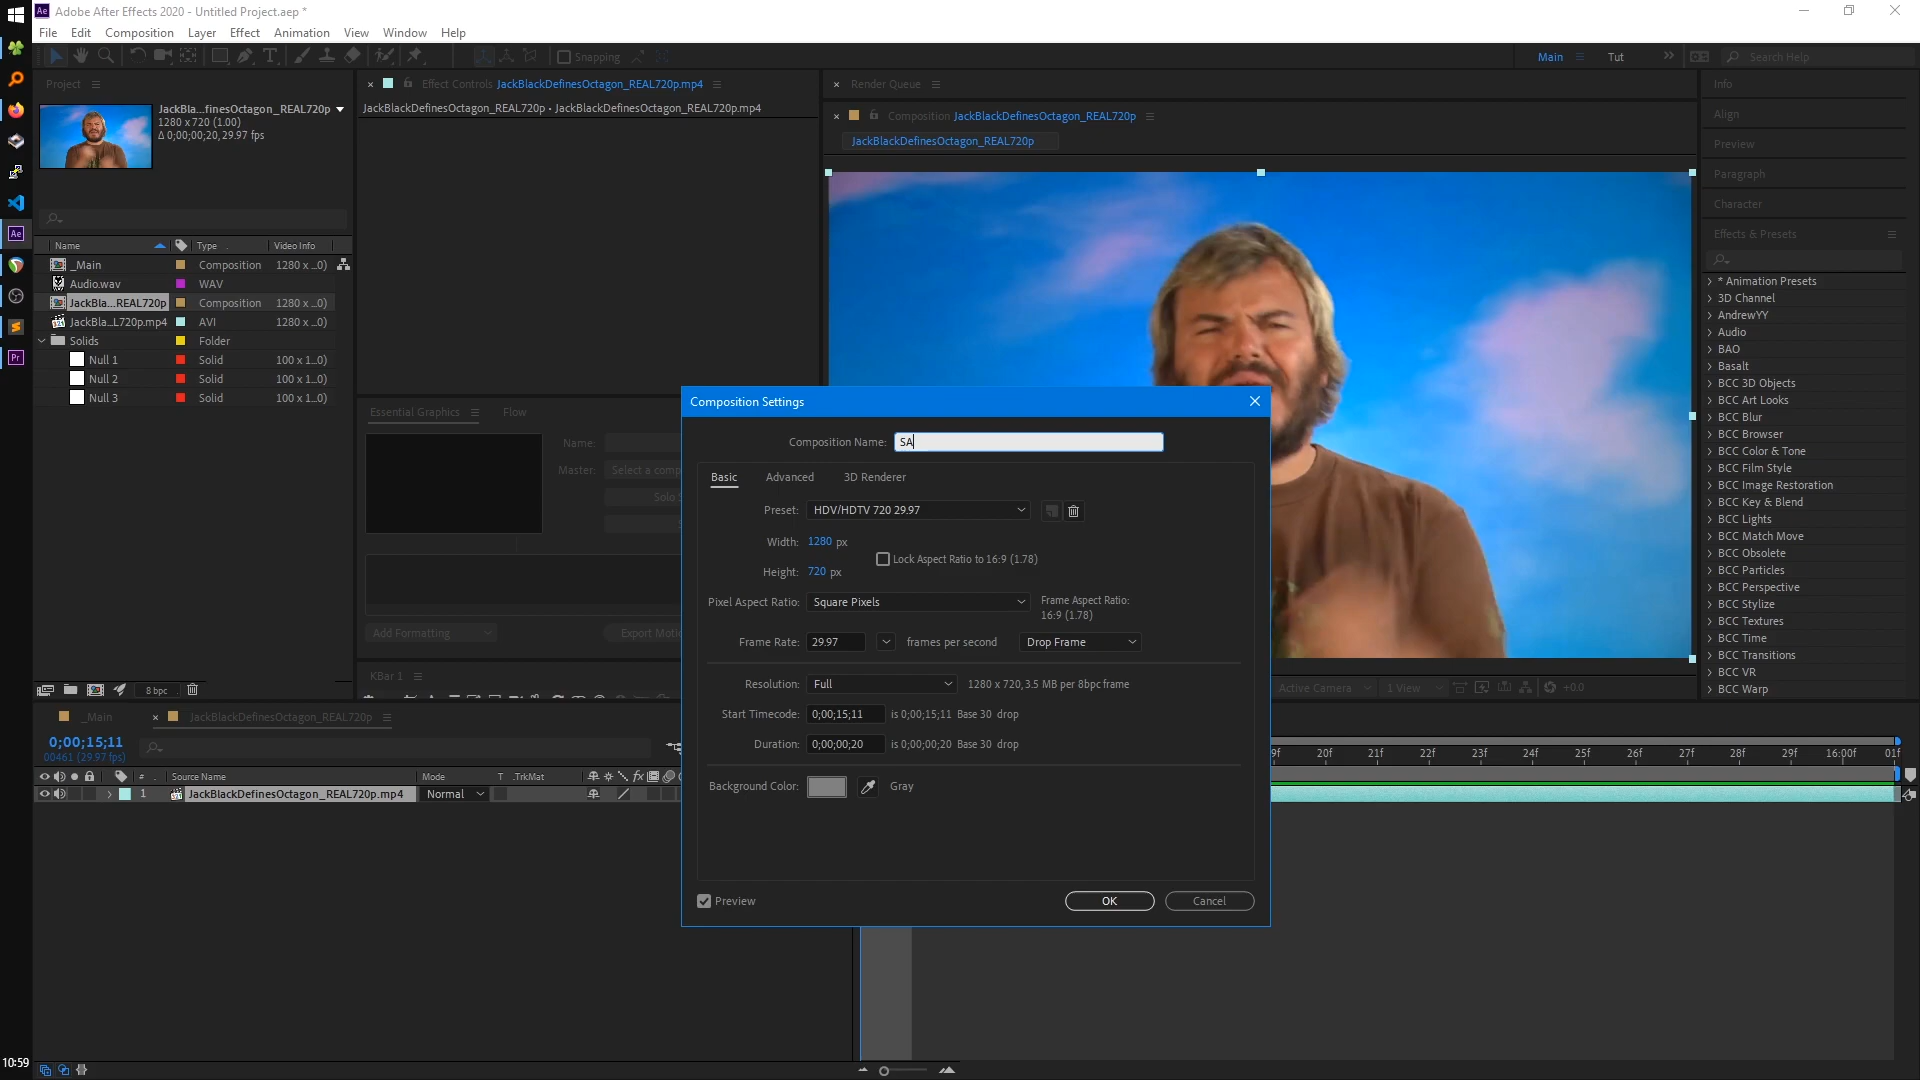 Adobe After Effects 2020 - Untitled Project.aep *
File Edit Composition Layer Effect Animation View Window Help
Snapping
Main
Tut
Search Help
Project
JackBla...finesOctagon_REAL720p
1280 x 720 (1.00)
Δ 0;00;00;20, 29.97 fps
Name Type Video Info
_Main Composition 1280 x ...0)
Audio.wav WAV
JackBla...REAL720p Composition 1280 x ...0)
JackBla...L720p.mp4 AVI 1280 x ...0)
Solids Folder
Null 1 Solid 100 x 1...0)
Null 2 Solid 100 x 1...0)
Null 3 Solid 100 x 1...0)
8 bpc
Effect Controls JackBlackDefinesOctagon_REAL720p.mp4
JackBlackDefinesOctagon_REAL720p • JackBlackDefinesOctagon_REAL720p.mp4
Essential Graphics Flow
Name:
Master: Select a comp
Solo S
Add Formatting
Export Moti
KBar 1
Render Queue
Composition JackBlackDefinesOctagon_REAL720p
JackBlackDefinesOctagon_REAL720p
Active Camera 1 View +0.0
Composition Settings
Composition Name: SA
Basic Advanced 3D Renderer
Preset: HDV/HDTV 720 29.97
Width: 1280 px
Lock Aspect Ratio to 16:9 (1.78)
Height: 720 px
Pixel Aspect Ratio: Square Pixels
Frame Aspect Ratio:
16:9 (1.78)
Frame Rate: 29.97 frames per second Drop Frame
Resolution: Full 1280 x 720, 3.5 MB per 8bpc frame
Start Timecode: 0;00;15;11 is 0;00;15;11 Base 30 drop
Duration: 0;00;00;20 is 0;00;00;20 Base 30 drop
Background Color: Gray
Preview
OK
Cancel
Info
Align
Preview
Paragraph
Character
Effects & Presets
* Animation Presets
3D Channel
AndrewYY
Audio
BAO
Basalt
BCC 3D Objects
BCC Art Looks
BCC Blur
BCC Browser
BCC Color & Tone
BCC Film Style
BCC Image Restoration
BCC Key & Blend
BCC Lights
BCC Match Move
BCC Obsolete
BCC Particles
BCC Perspective
BCC Stylize
BCC Textures
BCC Time
BCC Transitions
BCC VR
BCC Warp
_Main
JackBlackDefinesOctagon_REAL720p
0;00;15;11
00461 (29.97 fps)
# Source Name Mode T .TrkMat
1 JackBlackDefinesOctagon_REAL720p.mp4 Normal
9f 20f 21f 22f 23f 24f 25f 26f 27f 28f 29f 16:00f 01f
10:59